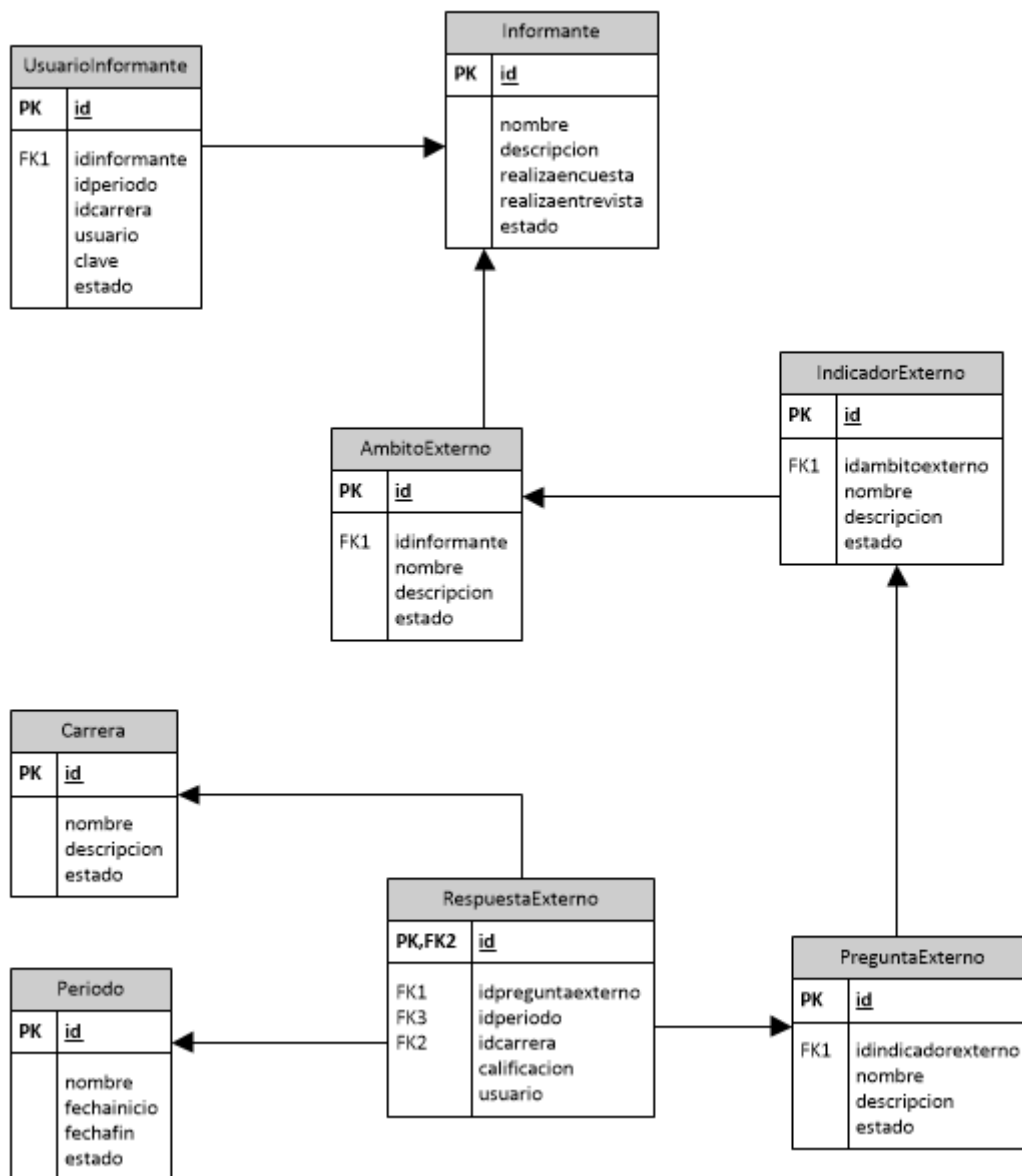 Informante
PK id
nombre
descripcion
realizaencuesta
realizaentrevista
estado
UsuarioInformante
PK id
FK1 idinformante
idperiodo
idcarrera
usuario
clave
estado
IndicadorExterno
PK id
FK1 idambitoexterno
nombre
descripcion
estado
AmbitoExterno
PK id
FK1 idinformante
nombre
descripcion
estado
Carrera
PK id
nombre
descripcion
estado
RespuestaExterno
PK,FK2 id
FK1 idpreguntaexterno
FK3 idperiodo
FK2 idcarrera
calificacion
usuario
PreguntaExterno
PK id
FK1 idindicadorexterno
nombre
descripcion
estado
Periodo
PK id
nombre
fechainicio
fechafin
estado